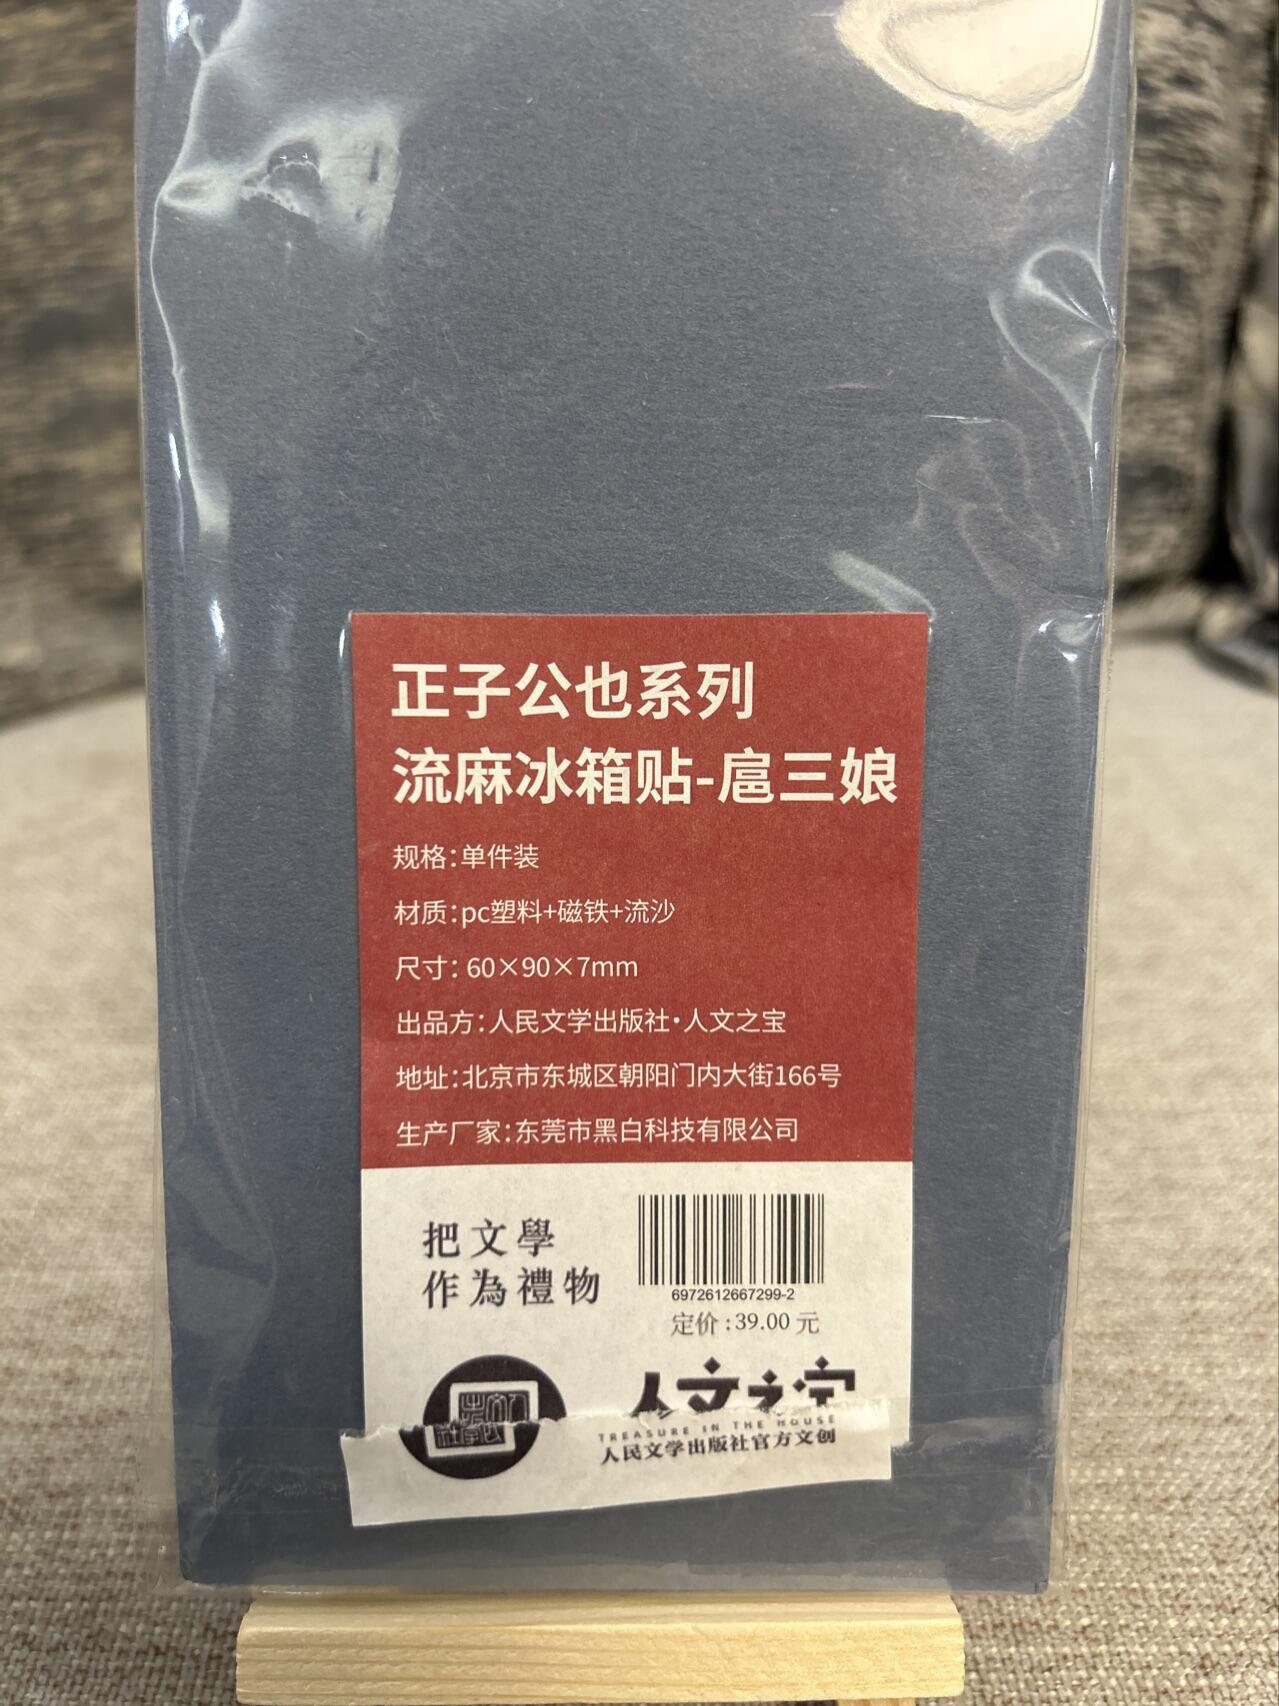 正子公也系列
流麻冰箱贴-扈三娘
规格:单件装
材质:pc塑料+磁铁+流沙
尺寸: 60×90×7mm
出品方:人民文学出版社·人文之宝
地址:北京市东城区朝阳门内大街166号
生产厂家:东莞市黑白科技有限公司
把文學
作為禮物
6972612667299-2
定价:39.00 元
人文之宝
TREASURE IN THE HOUSE
人民文学出版社官方文创